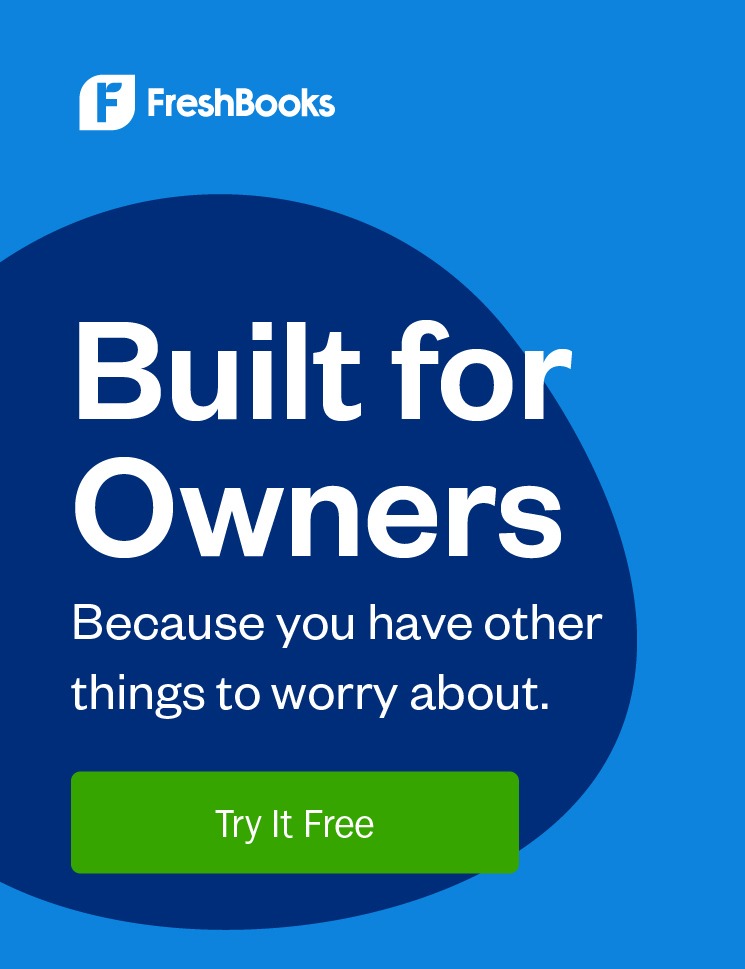 FreshBooks
Built for
Owners
Because you have other
things to worry about.
Try It Free